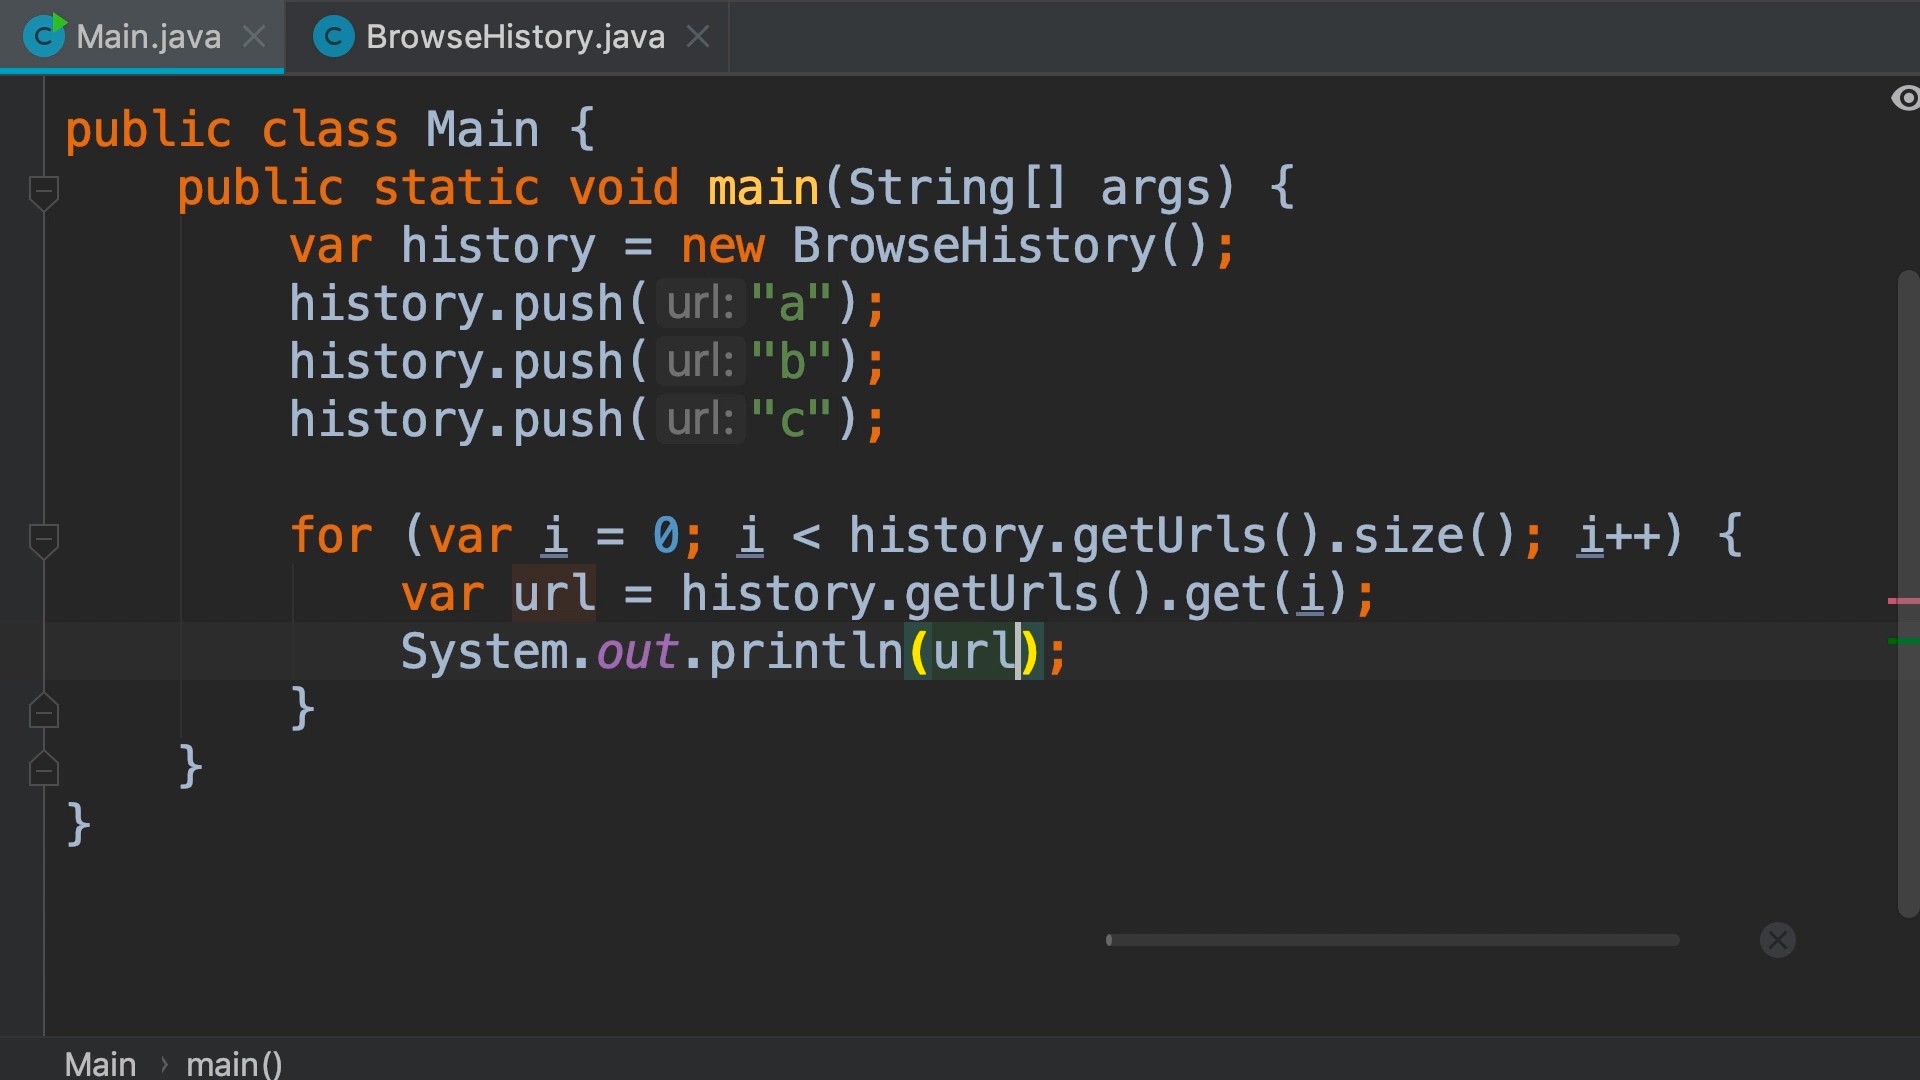 Main.java
BrowseHistory.java
public class Main {
    public static void main(String[] args) {
        var history = new BrowseHistory();
        history.push( url: "a");
        history.push( url: "b");
        history.push( url: "c");

        for (var i = 0; i < history.getUrls().size(); i++) {
            var url = history.getUrls().get(i);
            System.out.println(url);
        }
    }
}
Main › main()